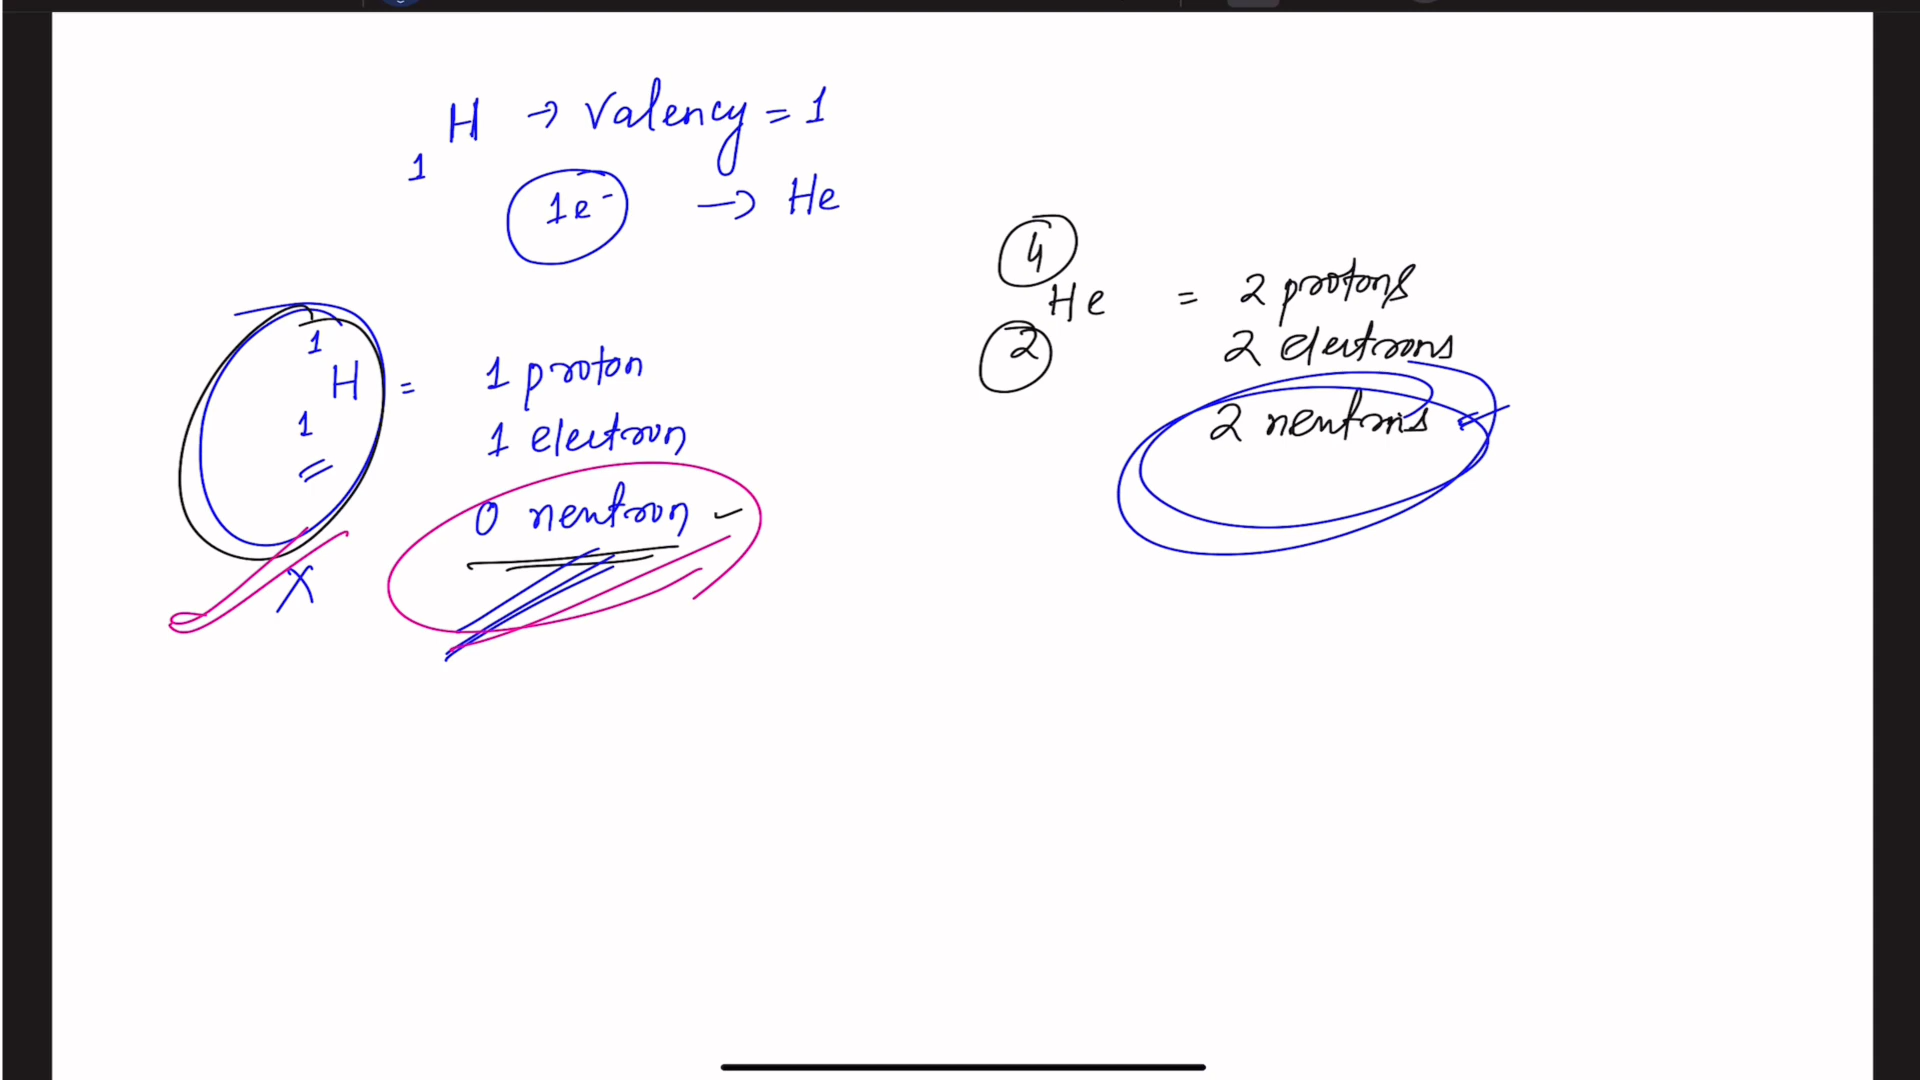 H → Valency = 1
1
1e⁻ → He
4
He = 2 protons
2
2 electrons
2 neutrons
1
H = 1 proton
1
1 electron
0 neutron
X